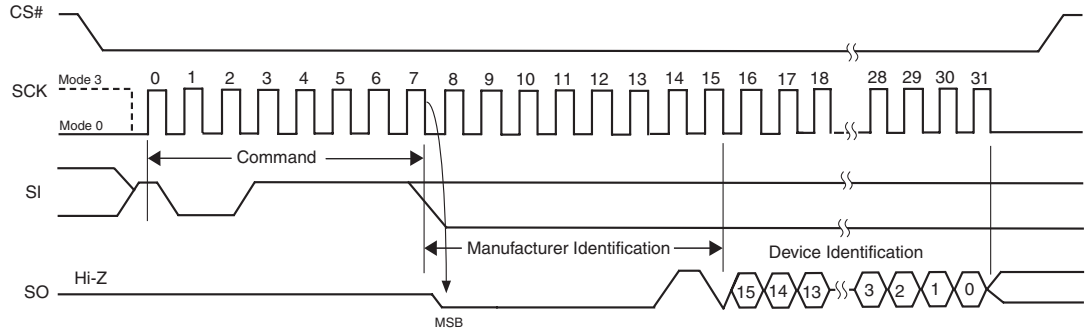 CS#
Mode 3
0 1 2 3 4 5 6 7 8 9 10 11 12 13 14 15 16 17 18 28 29 30 31
SCK
Mode 0
Command
SI
Manufacturer Identification
Device Identification
Hi-Z
SO
15 14 13 3 2 1 0
MSB